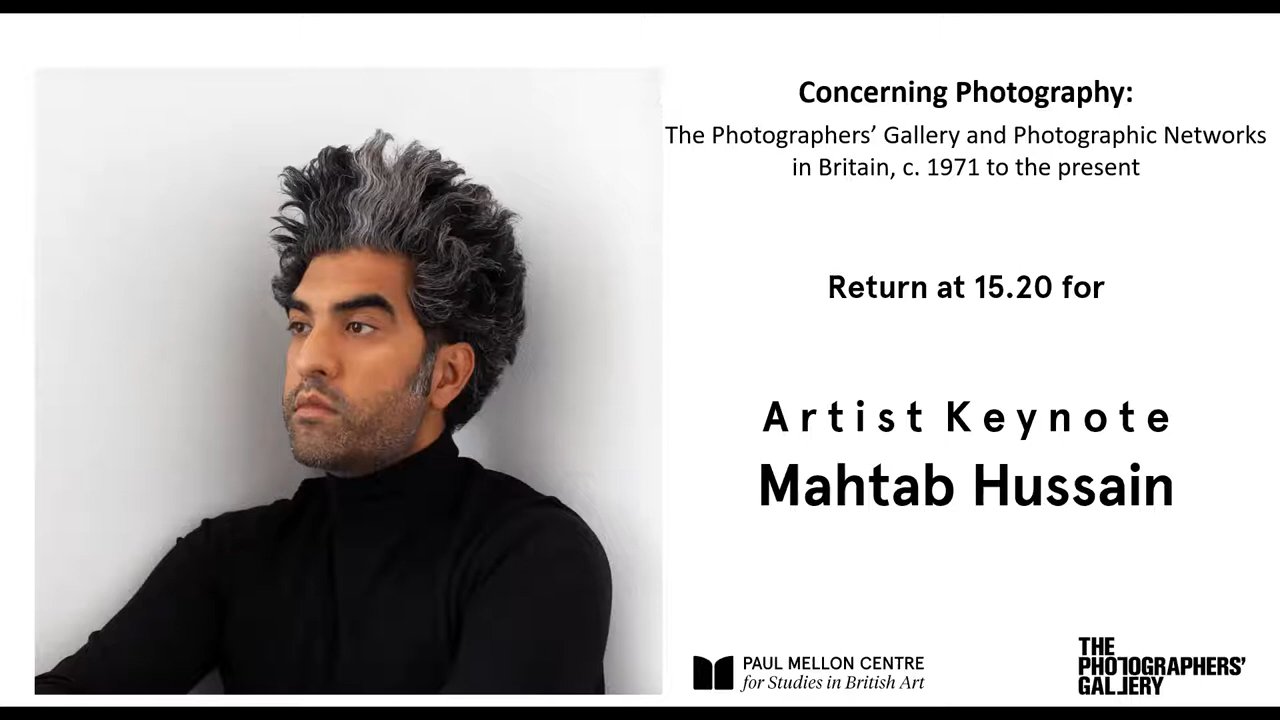 Concerning Photography:
The Photographers’ Gallery and Photographic Networks
in Britain, c. 1971 to the present
Return at 15.20 for
Artist Keynote
Mahtab Hussain
PAUL MELLON CENTRE
for Studies in British Art
THE
PHOTOGRAPHERS’
GALLERY